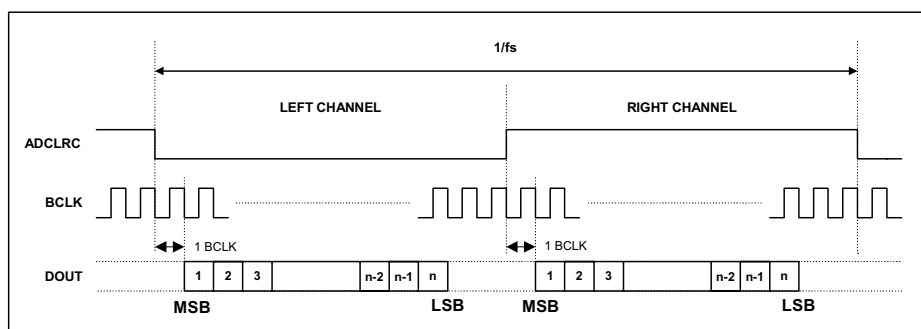 1/fs
LEFT CHANNEL RIGHT CHANNEL
ADCLRC
BCLK
1 BCLK 1 BCLK
DOUT 1 2 3 n-2 n-1 n 1 2 3 n-2 n-1 n
MSB LSB MSB LSB